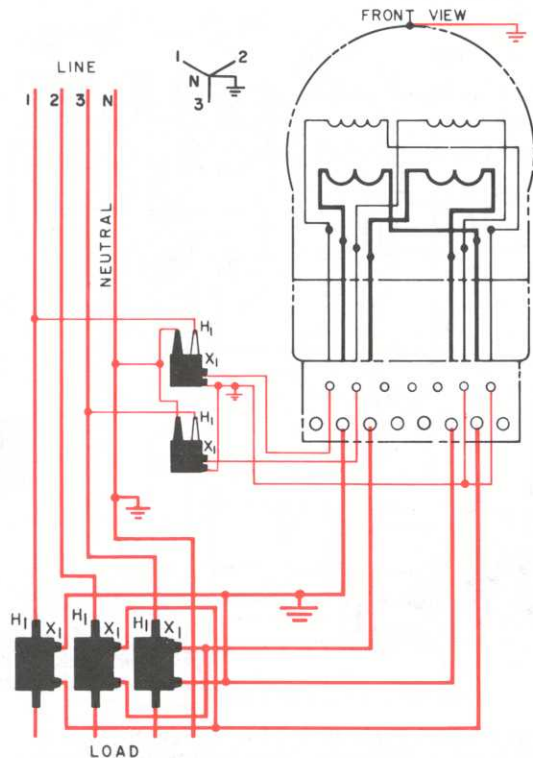 FRONT VIEW
LINE
1 2 3 N
1 2
N
3
NEUTRAL
H1
X1
H1
X1
H1 X1 H1 X1 H1 X1
LOAD